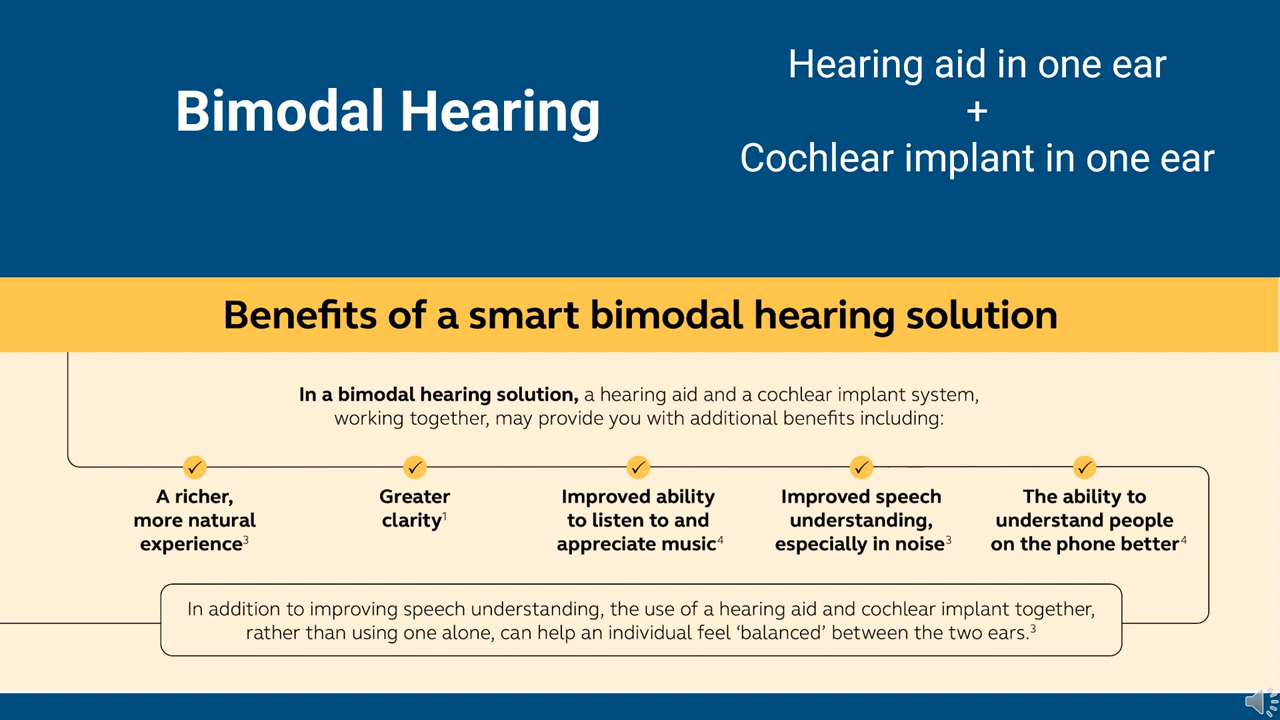 Bimodal Hearing
Hearing aid in one ear
+
Cochlear implant in one ear
Benefits of a smart bimodal hearing solution
In a bimodal hearing solution, a hearing aid and a cochlear implant system,
working together, may provide you with additional benefits including:
A richer,
more natural
experience³
Greater
clarity¹
Improved ability
to listen to and
appreciate music⁴
Improved speech
understanding,
especially in noise³
The ability to
understand people
on the phone better⁴
In addition to improving speech understanding, the use of a hearing aid and cochlear implant together,
rather than using one alone, can help an individual feel ‘balanced’ between the two ears.³